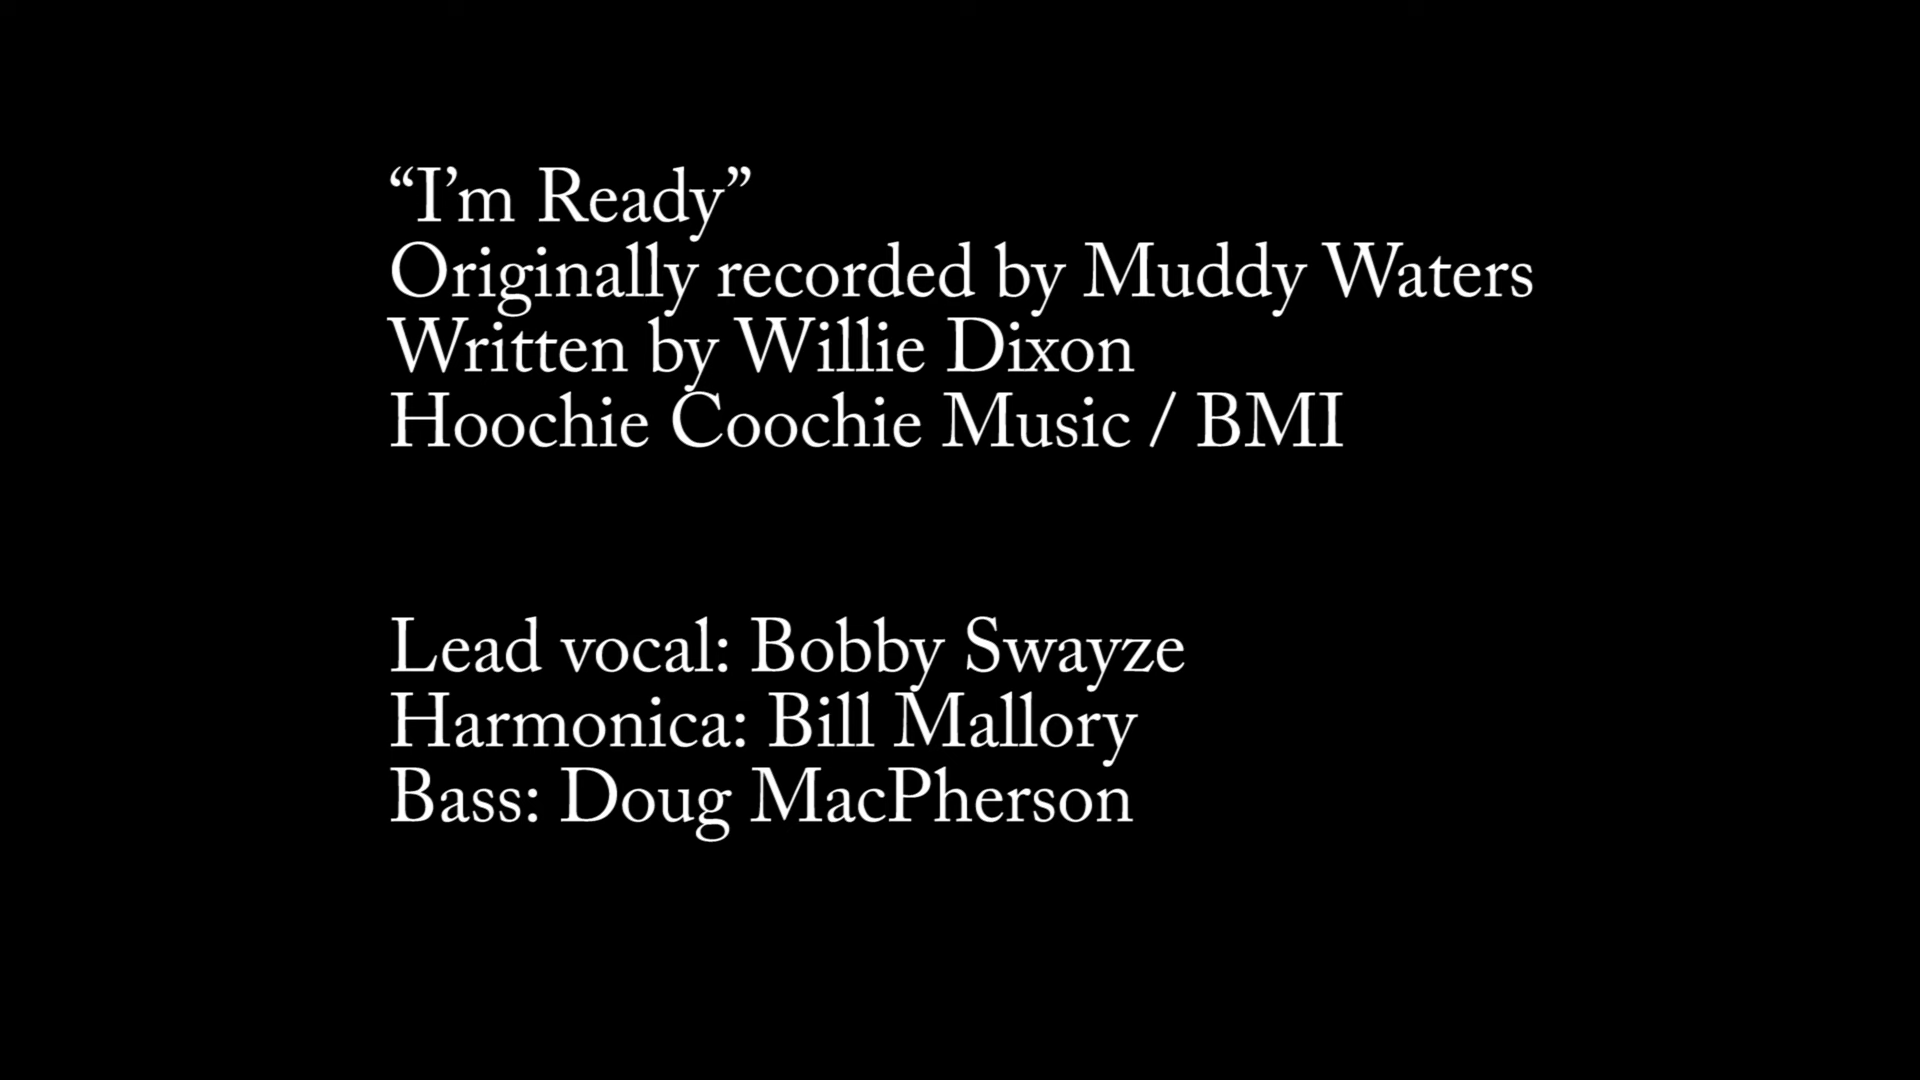 “I’m Ready”
Originally recorded by Muddy Waters
Written by Willie Dixon
Hoochie Coochie Music / BMI
Lead vocal: Bobby Swayze
Harmonica: Bill Mallory
Bass: Doug MacPherson